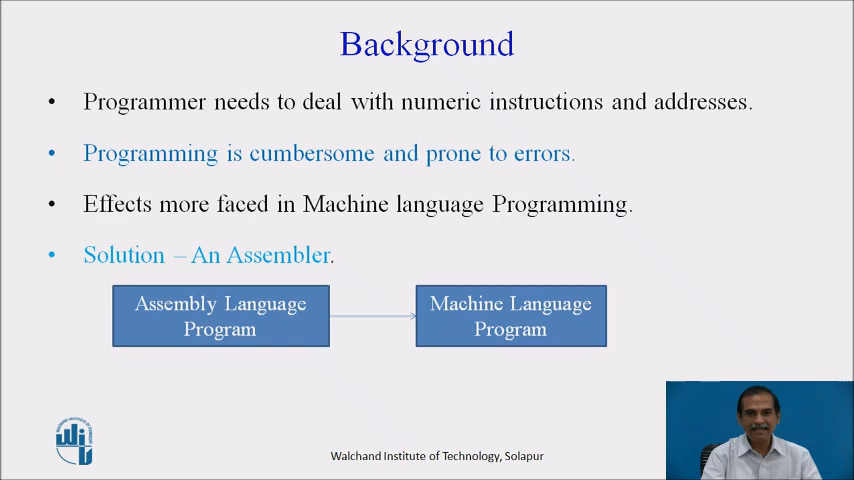 Background
• Programmer needs to deal with numeric instructions and addresses.
• Programming is cumbersome and prone to errors.
• Effects more faced in Machine language Programming.
• Solution – An Assembler.
Assembly Language
Program
Machine Language
Program
Walchand Institute of Technology, Solapur